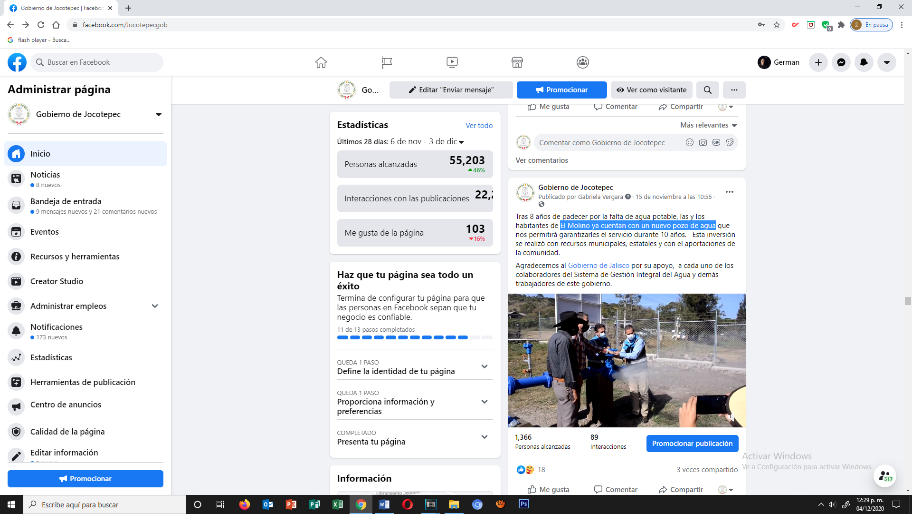 Gobierno de Jocotepec | Faceb
facebook.com/Jocotepecgob
En pausa
flash player - Busca...
Buscar en Facebook
German
Administrar página
Gobierno de Jocotepec
Inicio
Noticias
8 nuevos
Bandeja de entrada
9 mensajes nuevos y 21 comentarios nuevos
Eventos
Recursos y herramientas
Creator Studio
Administrar empleos
Notificaciones
173 nuevos
Estadísticas
Herramientas de publicación
Centro de anuncios
Calidad de la página
Editar información
Promocionar
Go...
Editar "Enviar mensaje"
Promocionar
Ver como visitante
Estadísticas
Ver todo
Últimos 28 días: 6 de nov - 3 de dic
Personas alcanzadas
55,203
46%
Interacciones con las publicaciones
22,
Me gusta de la página
103
16%
Haz que tu página sea todo un
éxito
Termina de configurar tu página para que
las personas en Facebook sepan que tu
negocio es confiable.
11 de 13 pasos completados
QUEDA 1 PASO
Define la identidad de tu página
QUEDA 1 PASO
Proporciona información y
preferencias
COMPLETADO
Presenta tu página
Información
Me gusta
Comentar
Compartir
Más relevantes
Comentar como Gobierno de Jocotepec
Ver comentarios
Gobierno de Jocotepec
Publicado por Gabriela Vergara · 15 de noviembre a las 10:55 ·
Tras 8 años de padecer por la falta de agua potable, las y los
habitantes de El Molino ya cuentan con un nuevo pozo de agua que
nos permitirá garantizarles el servicio durante 10 años. Esta inversión
se realizó con recursos municipales, estatales y con el aportaciones de
la comunidad.
Agradecemos al Gobierno de Jalisco por su apoyo, a cada uno de los
colaboradores del Sistema de Gestión Integral del Agua y demás
trabajadores de este gobierno.
1,366
Personas alcanzadas
89
Interacciones
Promocionar publicación
18
3 veces compartido
Me gusta
Comentar
Compartir
Activar Windows
Ve a Configuración para activar Windows.
517
Escribe aquí para buscar
12:29 p. m.
04/12/2020